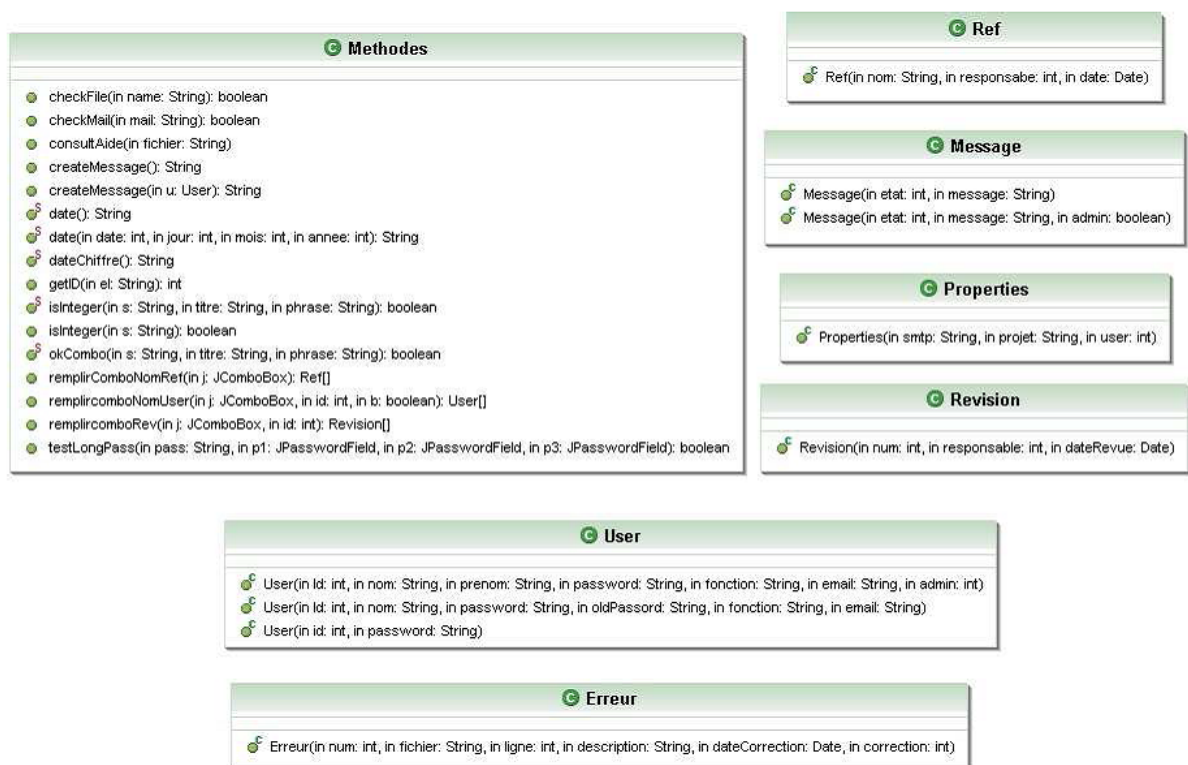 Methodes
checkFile(in name: String): boolean
checkMail(in mail: String): boolean
consultAide(in fichier: String)
createMessage(): String
createMessage(in u: User): String
date(): String
date(in date: int, in jour: int, in mois: int, in annee: int): String
dateChiffre(): String
getID(in el: String): int
isInteger(in s: String, in titre: String, in phrase: String): boolean
isInteger(in s: String): boolean
okCombo(in s: String, in titre: String, in phrase: String): boolean
remplirComboNomRef(in j: JComboBox): Ref[]
remplircomboNomUser(in j: JComboBox, in id: int, in b: boolean): User[]
remplircomboRev(in j: JComboBox, in id: int): Revision[]
testLongPass(in pass: String, in p1: JPasswordField, in p2: JPasswordField, in p3: JPasswordField): boolean
Ref
Ref(in nom: String, in responsabe: int, in date: Date)
Message
Message(in etat: int, in message: String)
Message(in etat: int, in message: String, in admin: boolean)
Properties
Properties(in smtp: String, in projet: String, in user: int)
Revision
Revision(in num: int, in responsable: int, in dateRevue: Date)
User
User(in Id: int, in nom: String, in prenom: String, in password: String, in fonction: String, in email: String, in admin: int)
User(in Id: int, in nom: String, in password: String, in oldPassord: String, in fonction: String, in email: String)
User(in id: int, in password: String)
Erreur
Erreur(in num: int, in fichier: String, in ligne: int, in description: String, in dateCorrection: Date, in correction: int)